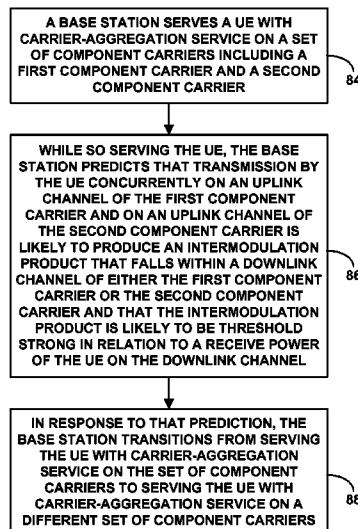 A BASE STATION SERVES A UE WITH
CARRIER-AGGREGATION SERVICE ON A SET
OF COMPONENT CARRIERS INCLUDING A
FIRST COMPONENT CARRIER AND A SECOND
COMPONENT CARRIER
84
WHILE SO SERVING THE UE, THE BASE
STATION PREDICTS THAT TRANSMISSION BY
THE UE CONCURRENTLY ON AN UPLINK
CHANNEL OF THE FIRST COMPONENT
CARRIER AND ON AN UPLINK CHANNEL OF
THE SECOND COMPONENT CARRIER IS
LIKELY TO PRODUCE AN INTERMODULATION
PRODUCT THAT FALLS WITHIN A DOWNLINK
CHANNEL OF EITHER THE FIRST COMPONENT
CARRIER OR THE SECOND COMPONENT
CARRIER AND THAT THE INTERMODULATION
PRODUCT IS LIKELY TO BE THRESHOLD
STRONG IN RELATION TO A RECEIVE POWER
OF THE UE ON THE DOWNLINK CHANNEL
86
IN RESPONSE TO THAT PREDICTION, THE
BASE STATION TRANSITIONS FROM SERVING
THE UE WITH CARRIER-AGGREGATION
SERVICE ON THE SET OF COMPONENT
CARRIERS TO SERVING THE UE WITH
CARRIER-AGGREGATION SERVICE ON A
DIFFERENT SET OF COMPONENT CARRIERS
88